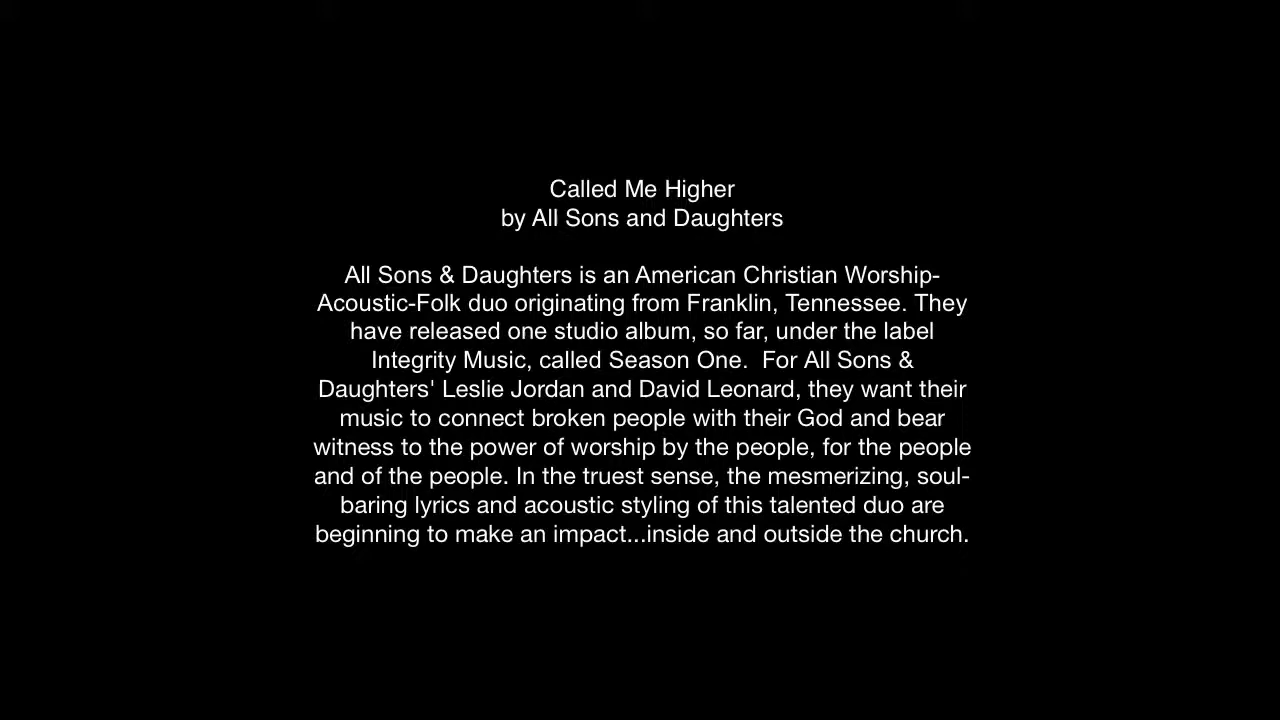 Called Me Higher
by All Sons and Daughters
All Sons & Daughters is an American Christian Worship-
Acoustic-Folk duo originating from Franklin, Tennessee. They
have released one studio album, so far, under the label
Integrity Music, called Season One.  For All Sons &
Daughters' Leslie Jordan and David Leonard, they want their
music to connect broken people with their God and bear
witness to the power of worship by the people, for the people
and of the people. In the truest sense, the mesmerizing, soul-
baring lyrics and acoustic styling of this talented duo are
beginning to make an impact...inside and outside the church.